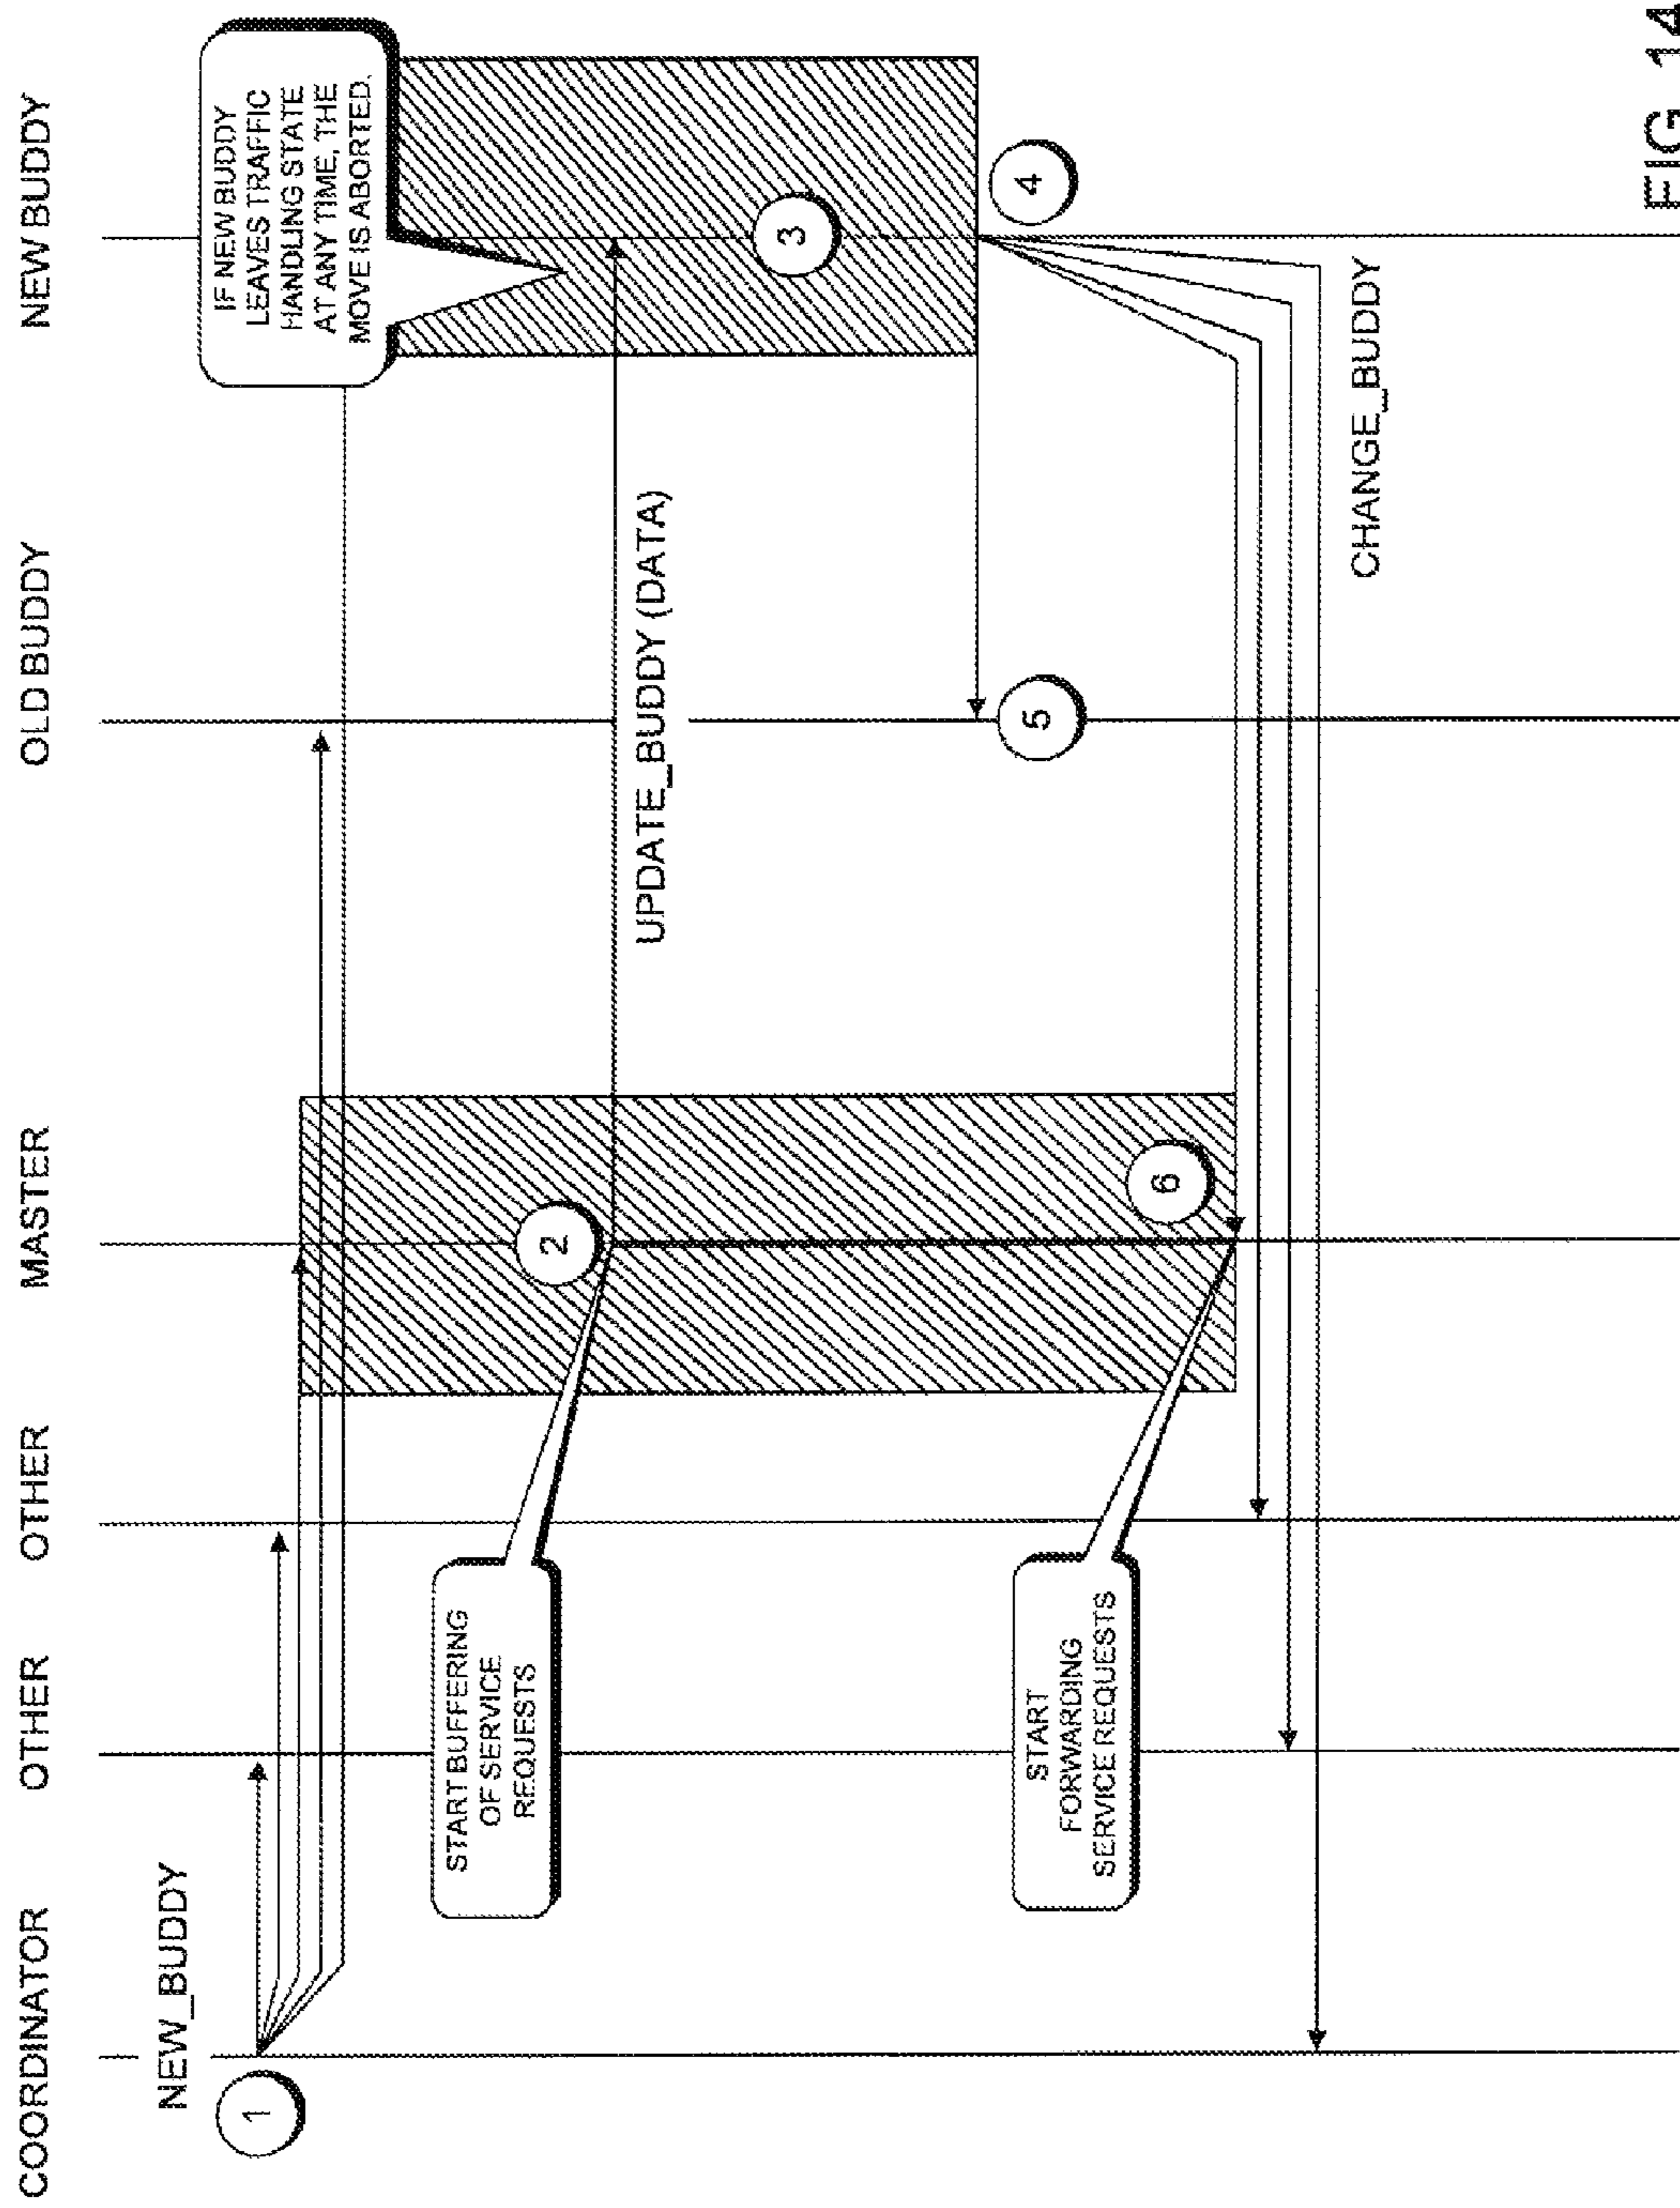 COORDINATOR
OTHER
OTHER
MASTER
OLD BUDDY
NEW BUDDY
NEW_BUDDY
1
IF NEW BUDDY
LEAVES TRAFFIC
HANDLING STATE
AT ANY TIME, THE
MOVE IS ABORTED.
START BUFFERING
OF SERVICE
REQUESTS
2
UPDATE_BUDDY (DATA)
3
4
5
START
FORWARDING
SERVICE REQUESTS
6
CHANGE_BUDDY
FIG. 14